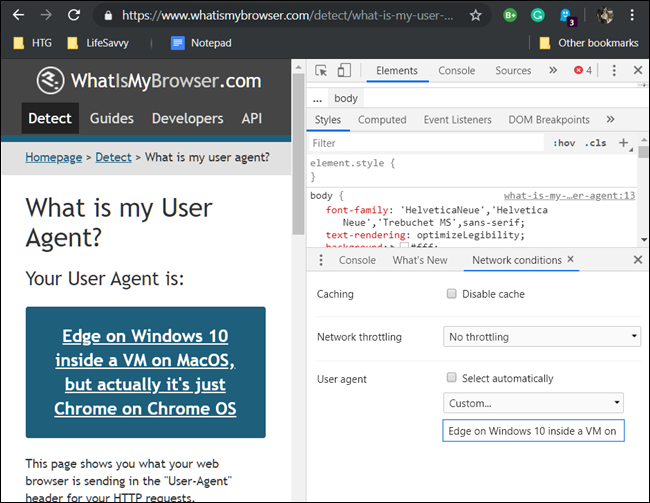 https://www.whatismybrowser.com/detect/what-is-my-user-...
3
HTG
LifeSavvy
Notepad
Other bookmarks
WhatIsMyBrowser.com
Detect
Guides
Developers
API
Homepage > Detect > What is my user agent?
What is my User
Agent?
Your User Agent is:
Edge on Windows 10
inside a VM on MacOS,
but actually it's just
Chrome on Chrome OS
This page shows you what your web
browser is sending in the "User-Agent"
header for your HTTP requests.
Elements
Console
Sources
»
4
... body
Styles
Computed
Event Listeners
DOM Breakpoints
»
Filter
:hov .cls +
element.style {
}
body {
what-is-my-…er-agent:13
font-family: 'HelveticaNeue','Helvetica
Neue','Trebuchet MS',sans-serif;
text-rendering: optimizeLegibility;
background: #fff;
Console
What's New
Network conditions ×
Caching
Disable cache
Network throttling
No throttling
User agent
Select automatically
Custom...
Edge on Windows 10 inside a VM on